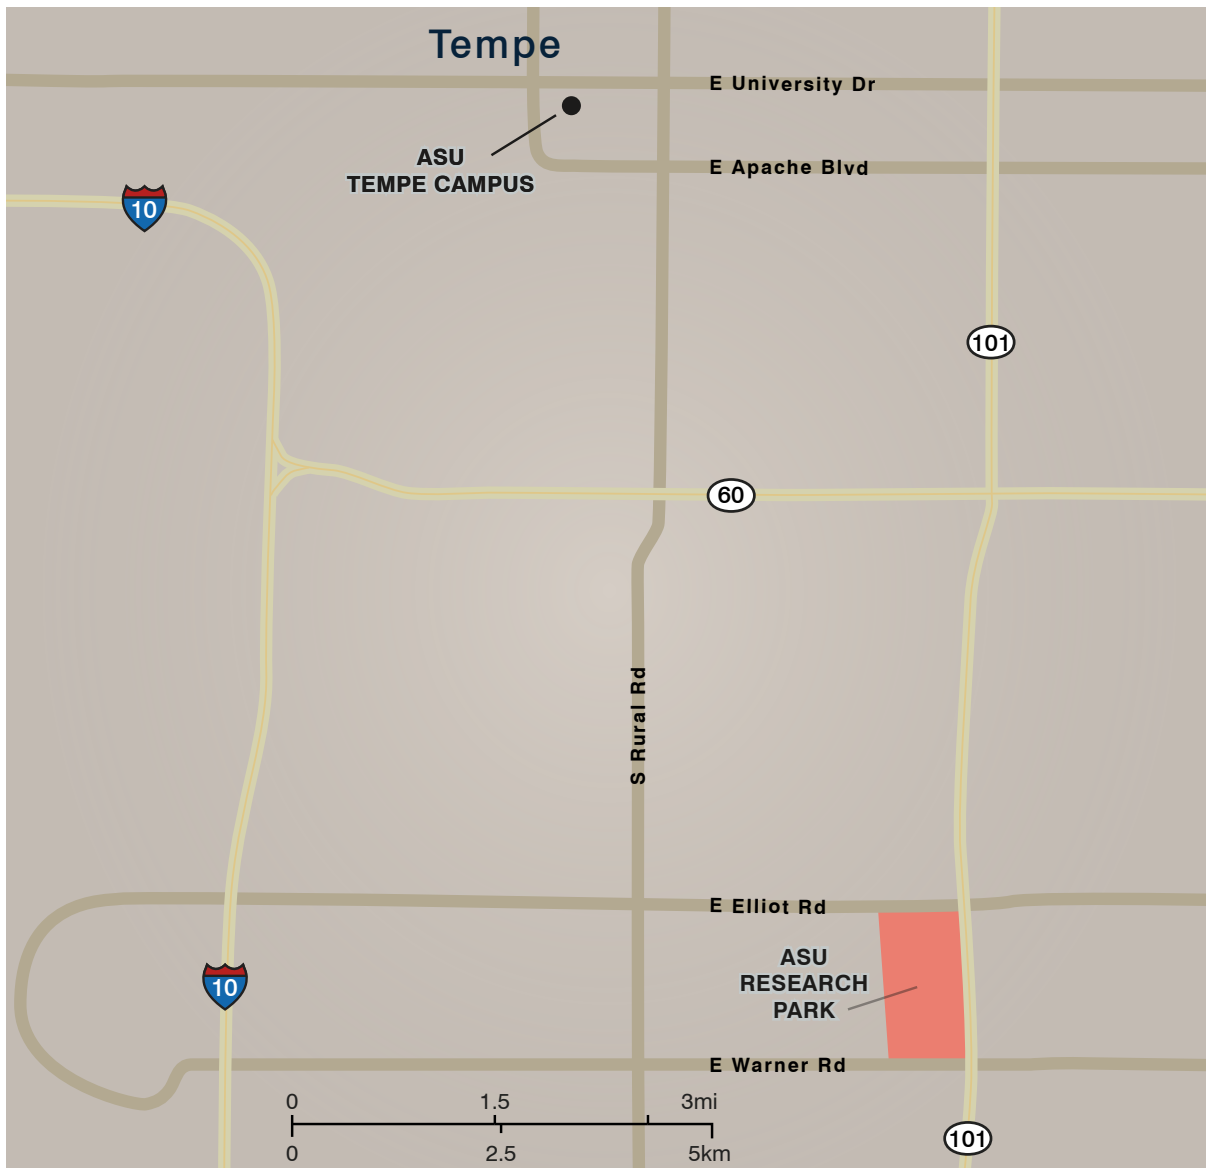 Tempe
E University Dr
ASU
TEMPE CAMPUS
E Apache Blvd
10
101
60
S Rural Rd
E Elliot Rd
ASU
RESEARCH
PARK
10
E Warner Rd
0 1.5 3mi
0 2.5 5km
101